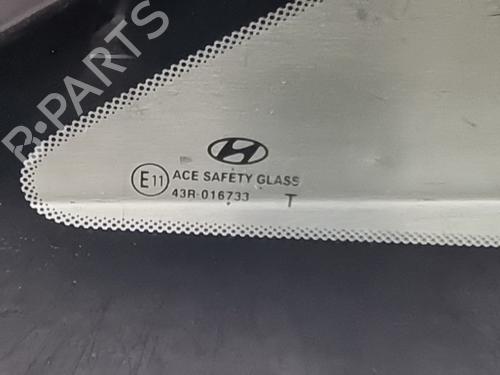 R-PARTS
E11 ACE SAFETY GLASS
43R-016733 T